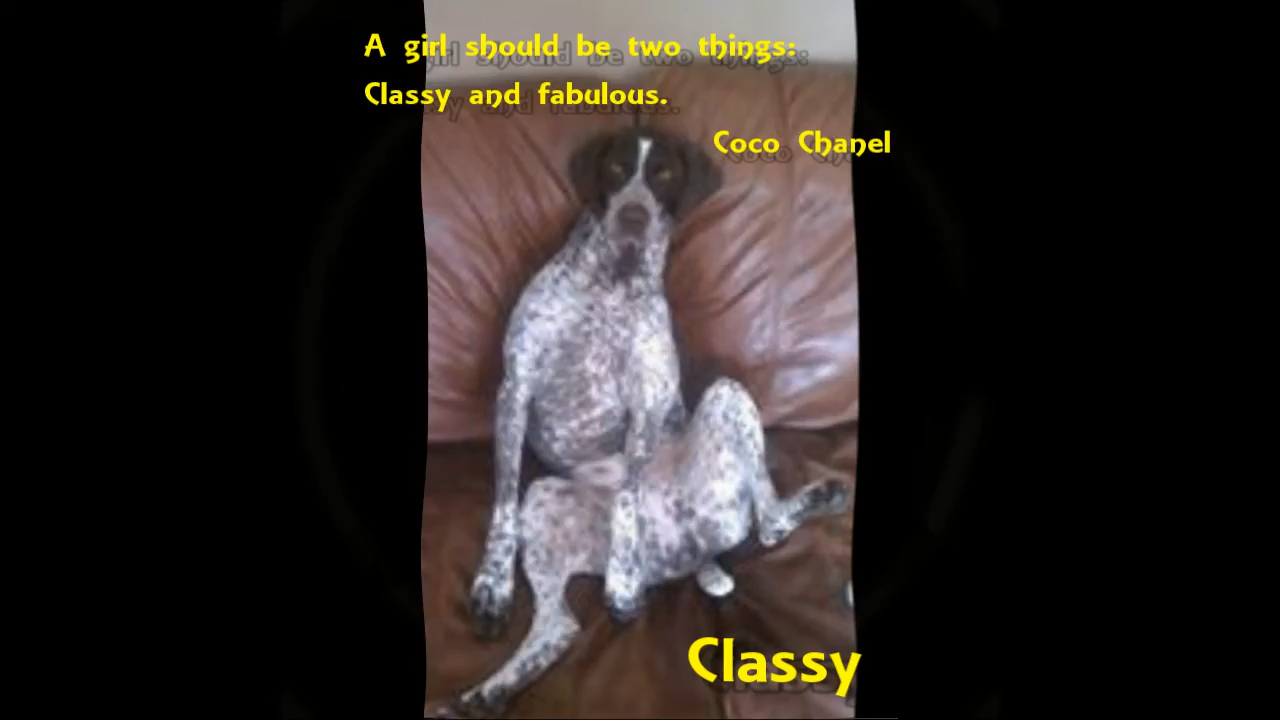 A girl should be two things:
Classy and fabulous.
Coco Chanel
Classy